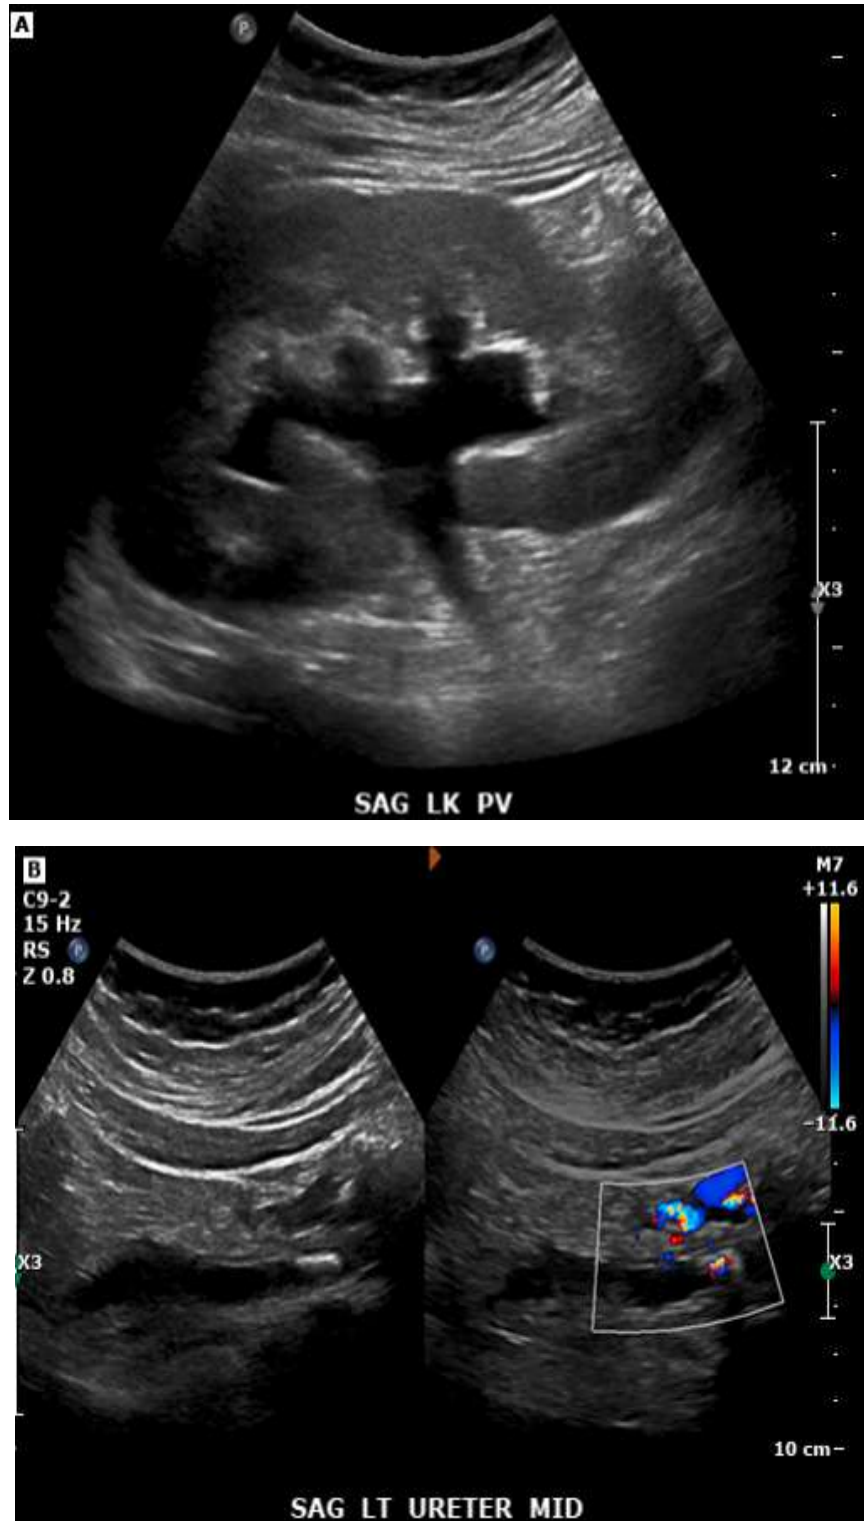 A
P
X3
12 cm
SAG LK PV
B
C9-2
15 Hz
RS
Z 0.8
P
P
M7
+11.6
-11.6
X3
X3
10 cm
SAG LT URETER MID